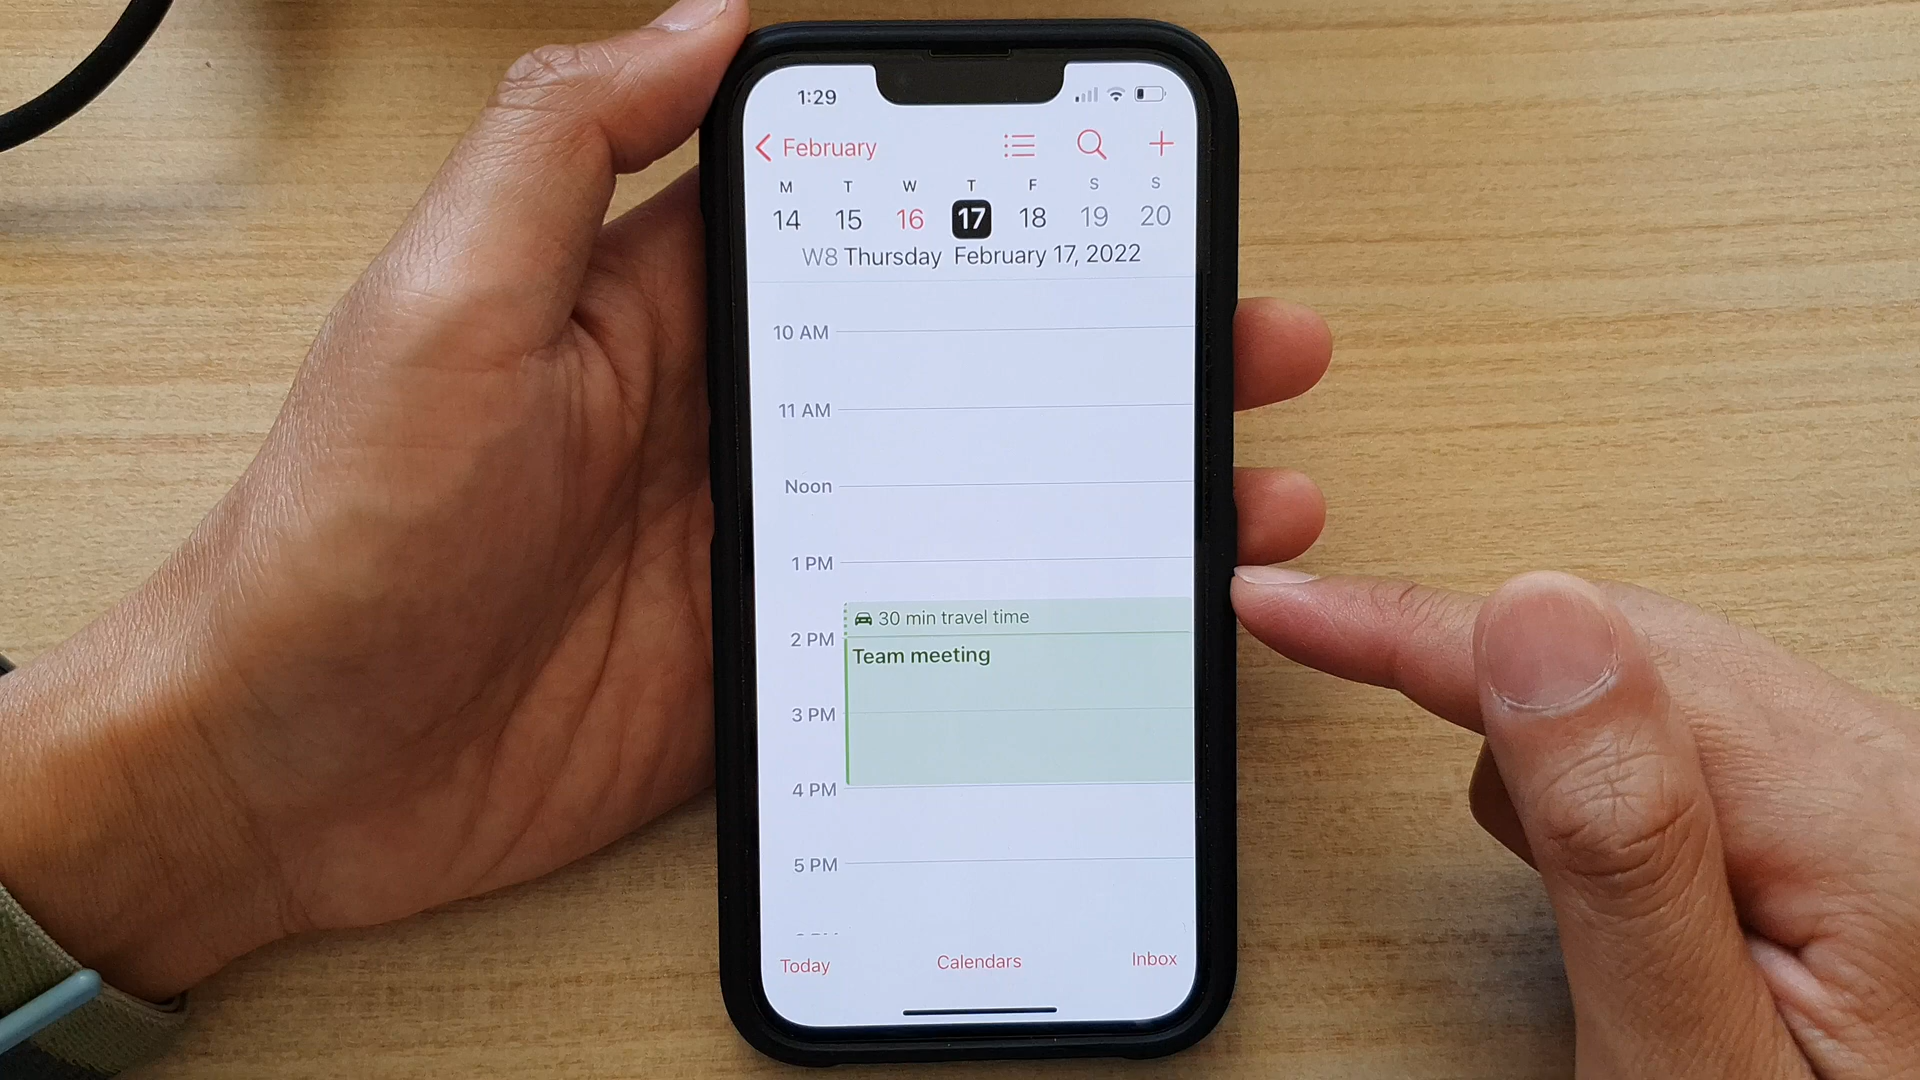 1:29
February
M T W T F S S
14 15 16 17 18 19 20
W8 Thursday February 17, 2022
10 AM
11 AM
Noon
1 PM
30 min travel time
2 PM
Team meeting
3 PM
4 PM
5 PM
Today Calendars Inbox